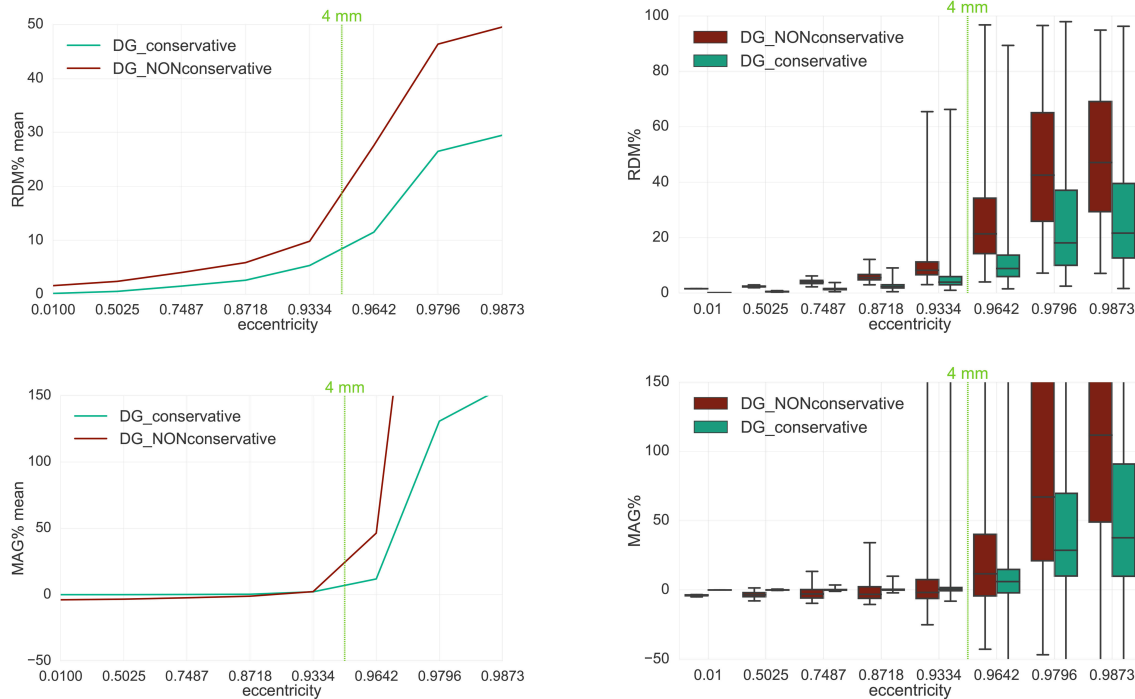 4 mm
50
40
30
20
10
0
RDM% mean
DG_conservative
DG_NONconservative
0.0100 0.5025 0.7487 0.8718 0.9334 0.9642 0.9796 0.9873
eccentricity
4 mm
100
80
60
40
20
0
RDM%
DG_NONconservative
DG_conservative
0.01 0.5025 0.7487 0.8718 0.9334 0.9642 0.9796 0.9873
eccentricity
4 mm
150
100
50
0
−50
MAG% mean
DG_conservative
DG_NONconservative
0.0100 0.5025 0.7487 0.8718 0.9334 0.9642 0.9796 0.9873
eccentricity
4 mm
150
100
50
0
−50
MAG%
DG_NONconservative
DG_conservative
0.01 0.5025 0.7487 0.8718 0.9334 0.9642 0.9796 0.9873
eccentricity